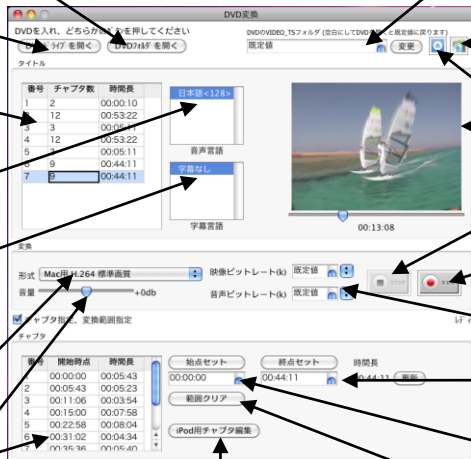 DVD変換
DVDを入れ、どちらかのボタンを押してください
ドライブを開く DVDフォルダを開く
DVDのVIDEO_TSフォルダ (空白にしてDVDを開くと既定値に戻ります)
既定値 変更
タイトル
番号 チャプタ数 時間長
1 2 00:00:10
12 00:53:22
3 3 00:05:11
4 12 00:53:22
5 3 00:05:11
6 9 00:44:11
7 9 00:44:11
日本語<128>
音声言語
字幕なし
字幕言語
00:13:08
変換
形式 Mac用H.264 標準画質
音量 +0db
映像ビットレート(k) 既定値
音声ビットレート(k) 既定値
チャプタ指定、変換範囲指定
チャプタ
番号 開始時点 時間長
00:00:00 00:05:43
2 00:05:43 00:05:23
3 00:11:06 00:03:54
4 00:15:00 00:07:58
5 00:22:58 00:08:04
6 00:31:02 00:04:34
7 00:35:36 00:05:40
始点セット 終点セット 時間長
00:00:00 00:44:11 00:44:11 更新
範囲クリア
iPod用チャプタ編集